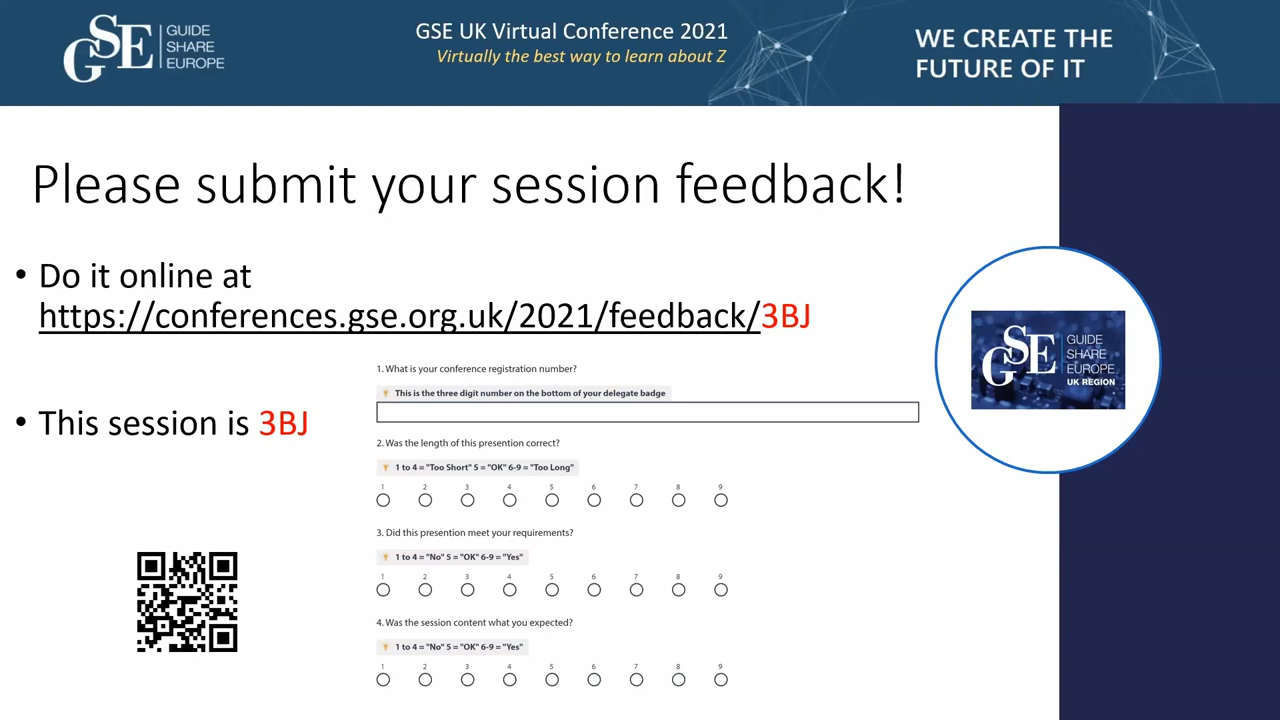 GSE GUIDE
SHARE
EUROPE
GSE UK Virtual Conference 2021
Virtually the best way to learn about Z
WE CREATE THE
FUTURE OF IT
Please submit your session feedback!
• Do it online at
https://conferences.gse.org.uk/2021/feedback/3BJ
• This session is 3BJ
1. What is your conference registration number?
This is the three digit number on the bottom of your delegate badge
2. Was the length of this presention correct?
1 to 4 = "Too Short" 5 = "OK" 6-9 = "Too Long"
1 2 3 4 5 6 7 8 9
3. Did this presention meet your requirements?
1 to 4 = "No" 5 = "OK" 6-9 = "Yes"
1 2 3 4 5 6 7 8 9
4. Was the session content what you expected?
1 to 4 = "No" 5 = "OK" 6-9 = "Yes"
1 2 3 4 5 6 7 8 9
GSE GUIDE
SHARE
EUROPE
UK REGION